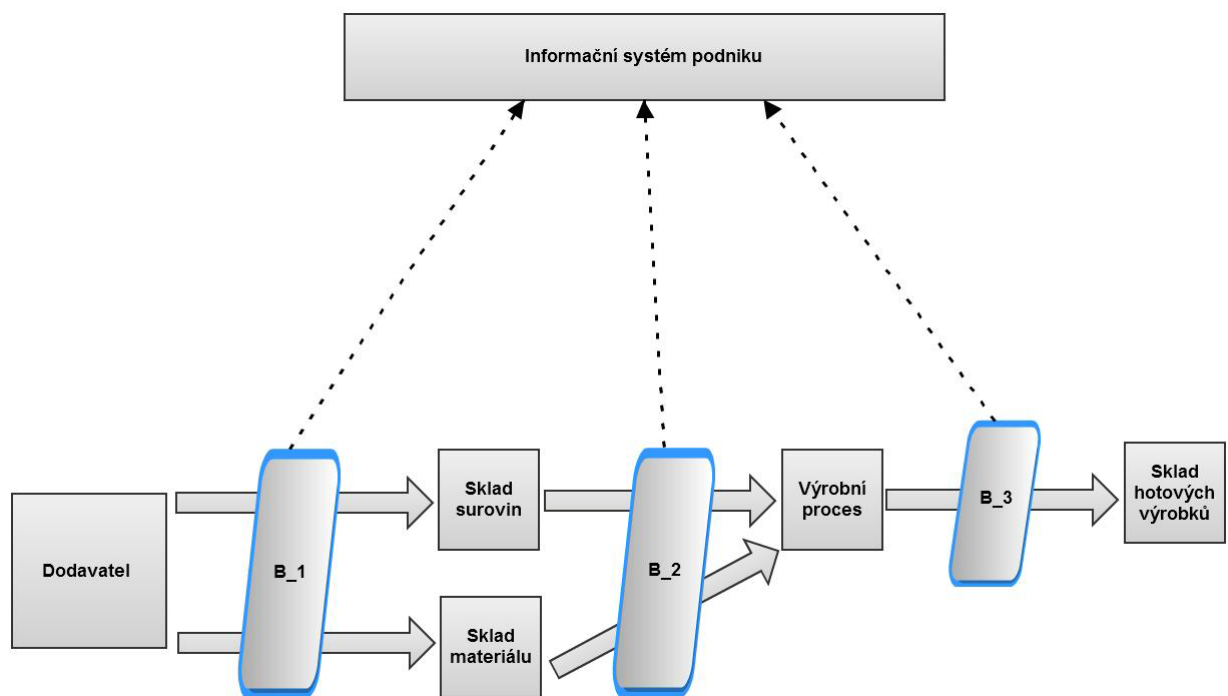 Informační systém podniku
Dodavatel
B_1
Sklad
surovin
Sklad
materiálu
B_2
Výrobní
proces
B_3
Sklad
hotových
výrobků